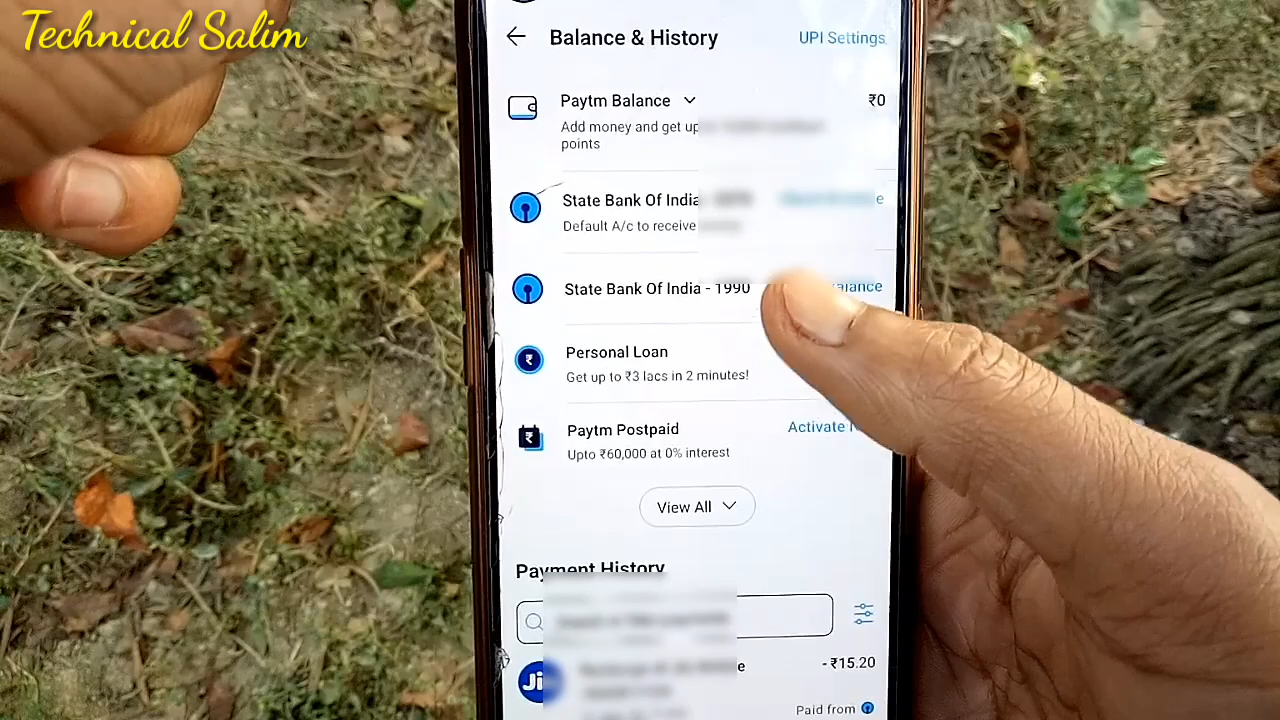 Technical Salim
Balance & History
UPI Settings
Paytm Balance
₹0
Add money and get
points
State Bank Of India
Default A/c to receive
State Bank Of India - 1990
Personal Loan
Get up to ₹3 lacs in 2 minutes!
Paytm Postpaid
Activate
Upto ₹60,000 at 0% interest
View All
Payment History
Ji
- ₹15.20
Paid from